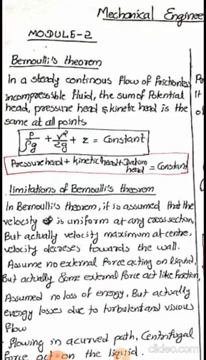 Mechanical Enginee
MODULE-2
Bernoulli's theorem
In a steady continous flow of frictionless
incompressible fluid, the sum of Potential
head, pressure head & kinetic head is the
same at all points
P/ρg + V²/2g + z = Constant
Pressure head + kinetic head + Datum
head = Constant
limitations of Bernoulli's theorem
In Bernoulli's theorem, it is assumed that the
velocity is uniform at any cross section,
But actually velocity maximum at centre,
velocity decreses towards the wall.
Assume no external force acting on liquid,
But actually some external force act like friction,
Assumed no loss of energy, But actually
energy losses due to turbulent and viscous
flow
flowing in a curved path, Centrifugal
force act on the liquid.
clideo.com